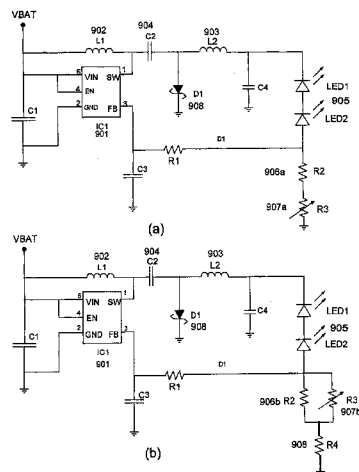 VBAT
902
L1
904
C2
903
L2
5 VIN SW 1
4 EN
2 GND FB 3
IC1
901
C1
D1
908
C4
LED1
905
LED2
D1
R1
C3
906a R2
907a R3
(a)
VBAT
902
L1
904
C2
903
L2
VIN SW 1
4 EN
2 GND FB 3
IC1
901
C1
D1
908
C4
LED1
905
LED2
D1
R1
C3
906b R2
R3
907b
908 R4
(b)